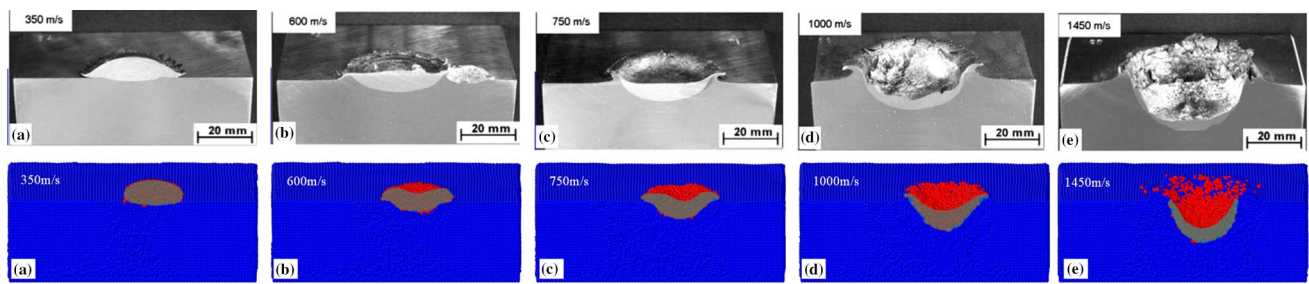 350 m/s
600 m/s
750 m/s
1000 m/s
1450 m/s
(a)
20 mm
(b)
20 mm
(c)
20 mm
(d)
20 mm
(e)
20 mm
350m/s
600m/s
750m/s
1000m/s
1450m/s
(a)
(b)
(c)
(d)
(e)